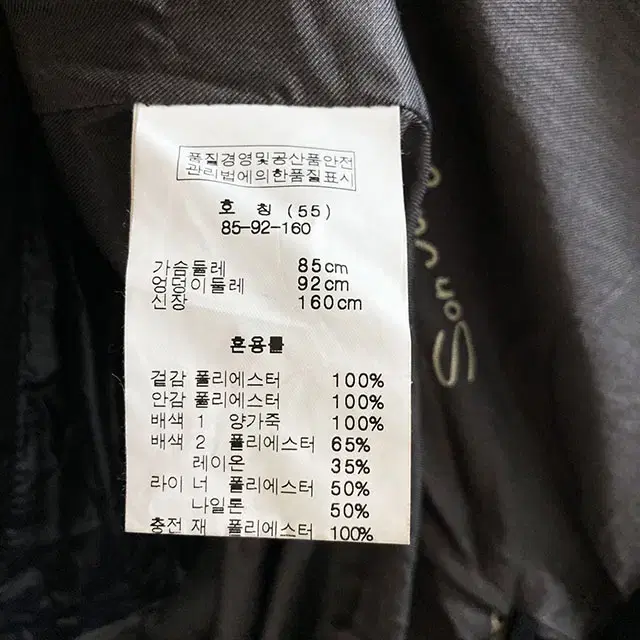 품질경영및공산품안전
관리법에의한품질표시
호 칭 (55)
85-92-160
가슴둘레 85cm
엉덩이둘레 92cm
신장 160cm
혼용률
겉감 폴리에스터 100%
안감 폴리에스터 100%
배색 1 양가죽 100%
배색 2 폴리에스터 65%
레이온 35%
라이 너 폴리에스터 50%
나일론 50%
충전 재 폴리에스터 100%